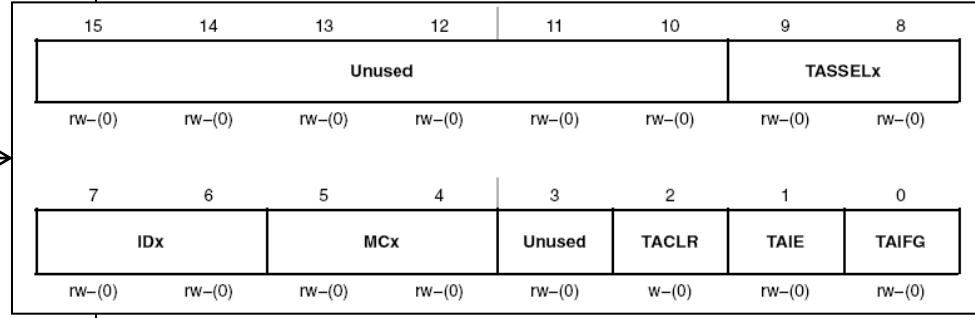 15 14 13 12 11 10 9 8
Unused TASSELx
rw–(0) rw–(0) rw–(0) rw–(0) rw–(0) rw–(0) rw–(0) rw–(0)
7 6 5 4 3 2 1 0
IDx MCx Unused TACLR TAIE TAIFG
rw–(0) rw–(0) rw–(0) rw–(0) rw–(0) w–(0) rw–(0) rw–(0)